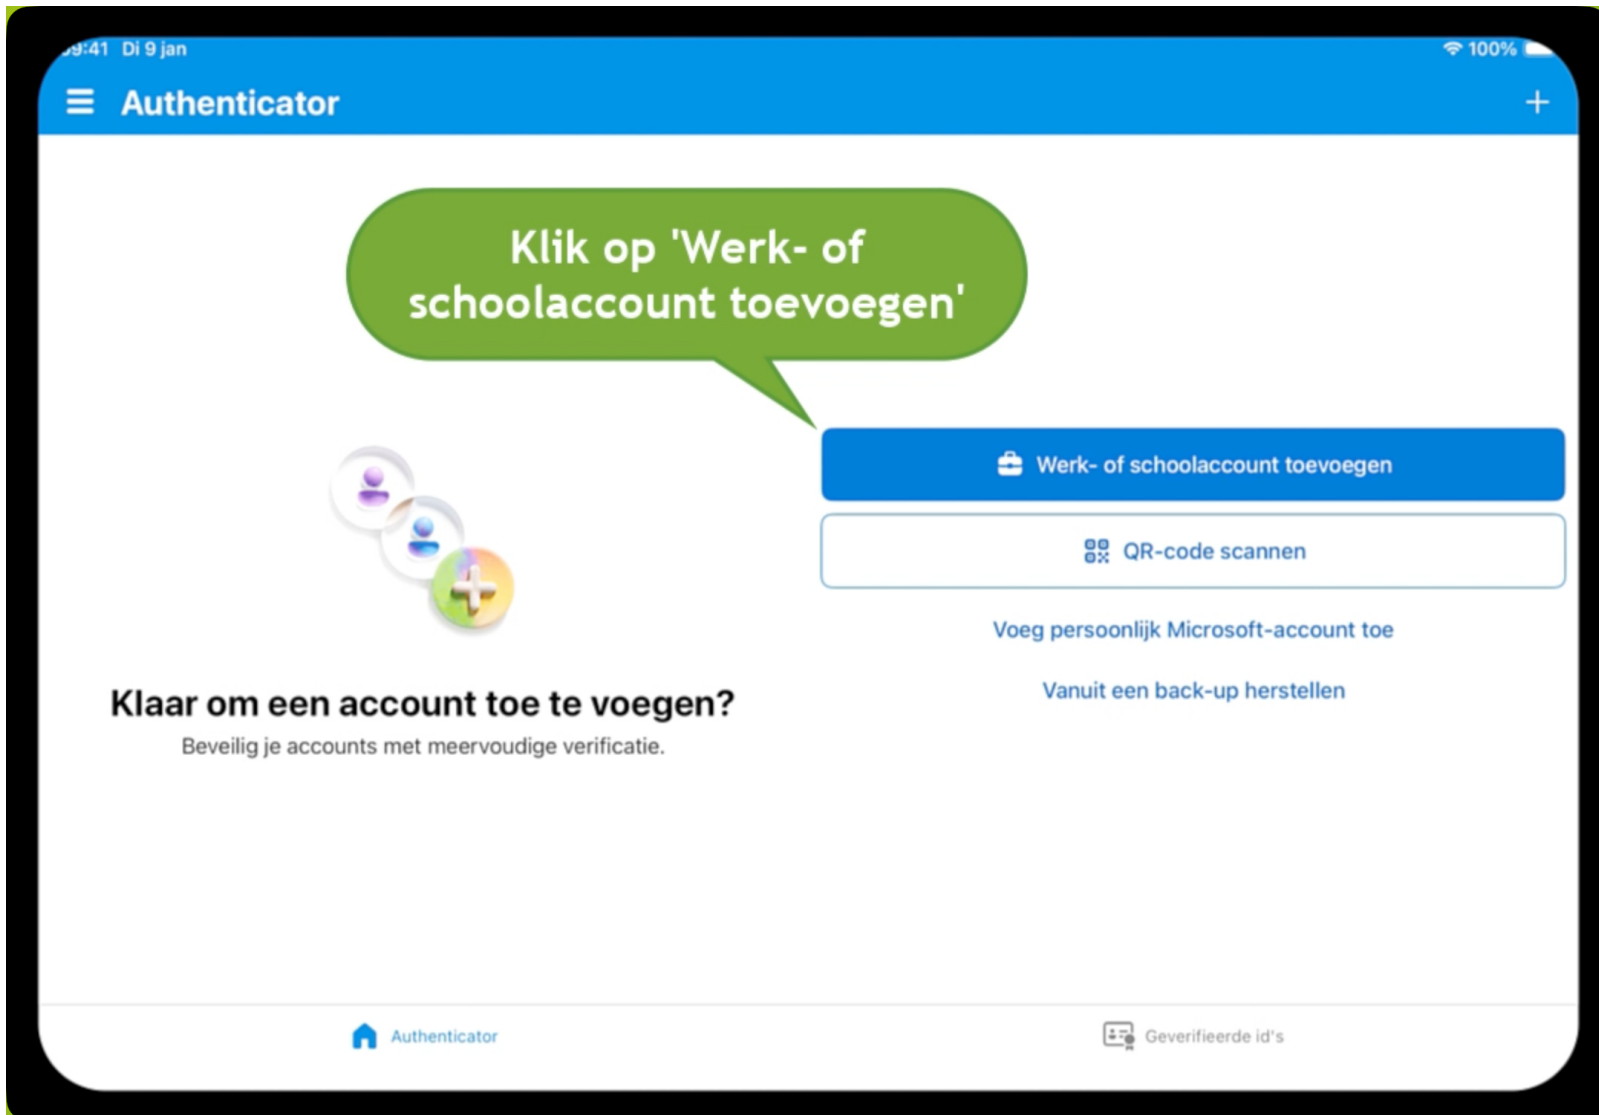 09:41 Di 9 jan 100%
Authenticator
Klik op 'Werk- of
schoolaccount toevoegen'
Werk- of schoolaccount toevoegen
QR-code scannen
Voeg persoonlijk Microsoft-account toe
Vanuit een back-up herstellen
Klaar om een account toe te voegen?
Beveilig je accounts met meervoudige verificatie.
Authenticator
Geverifieerde id's